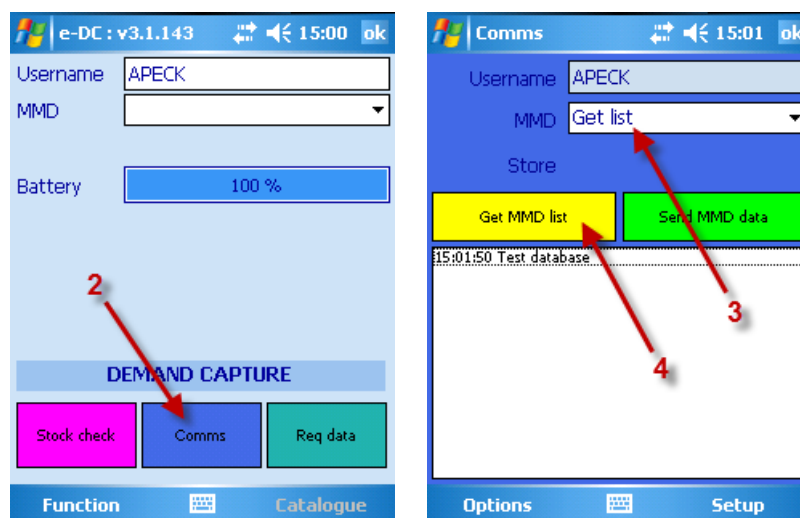 e-DC : v3.1.143 15:00 ok
Username APECK
MMD
Battery 100 %
2
DEMAND CAPTURE
Stock check Comms Req data
Function Catalogue
Comms 15:01 ok
Username APECK
MMD Get list
Store
Get MMD list Send MMD data
15:01:50 Test database
3
4
Options Setup